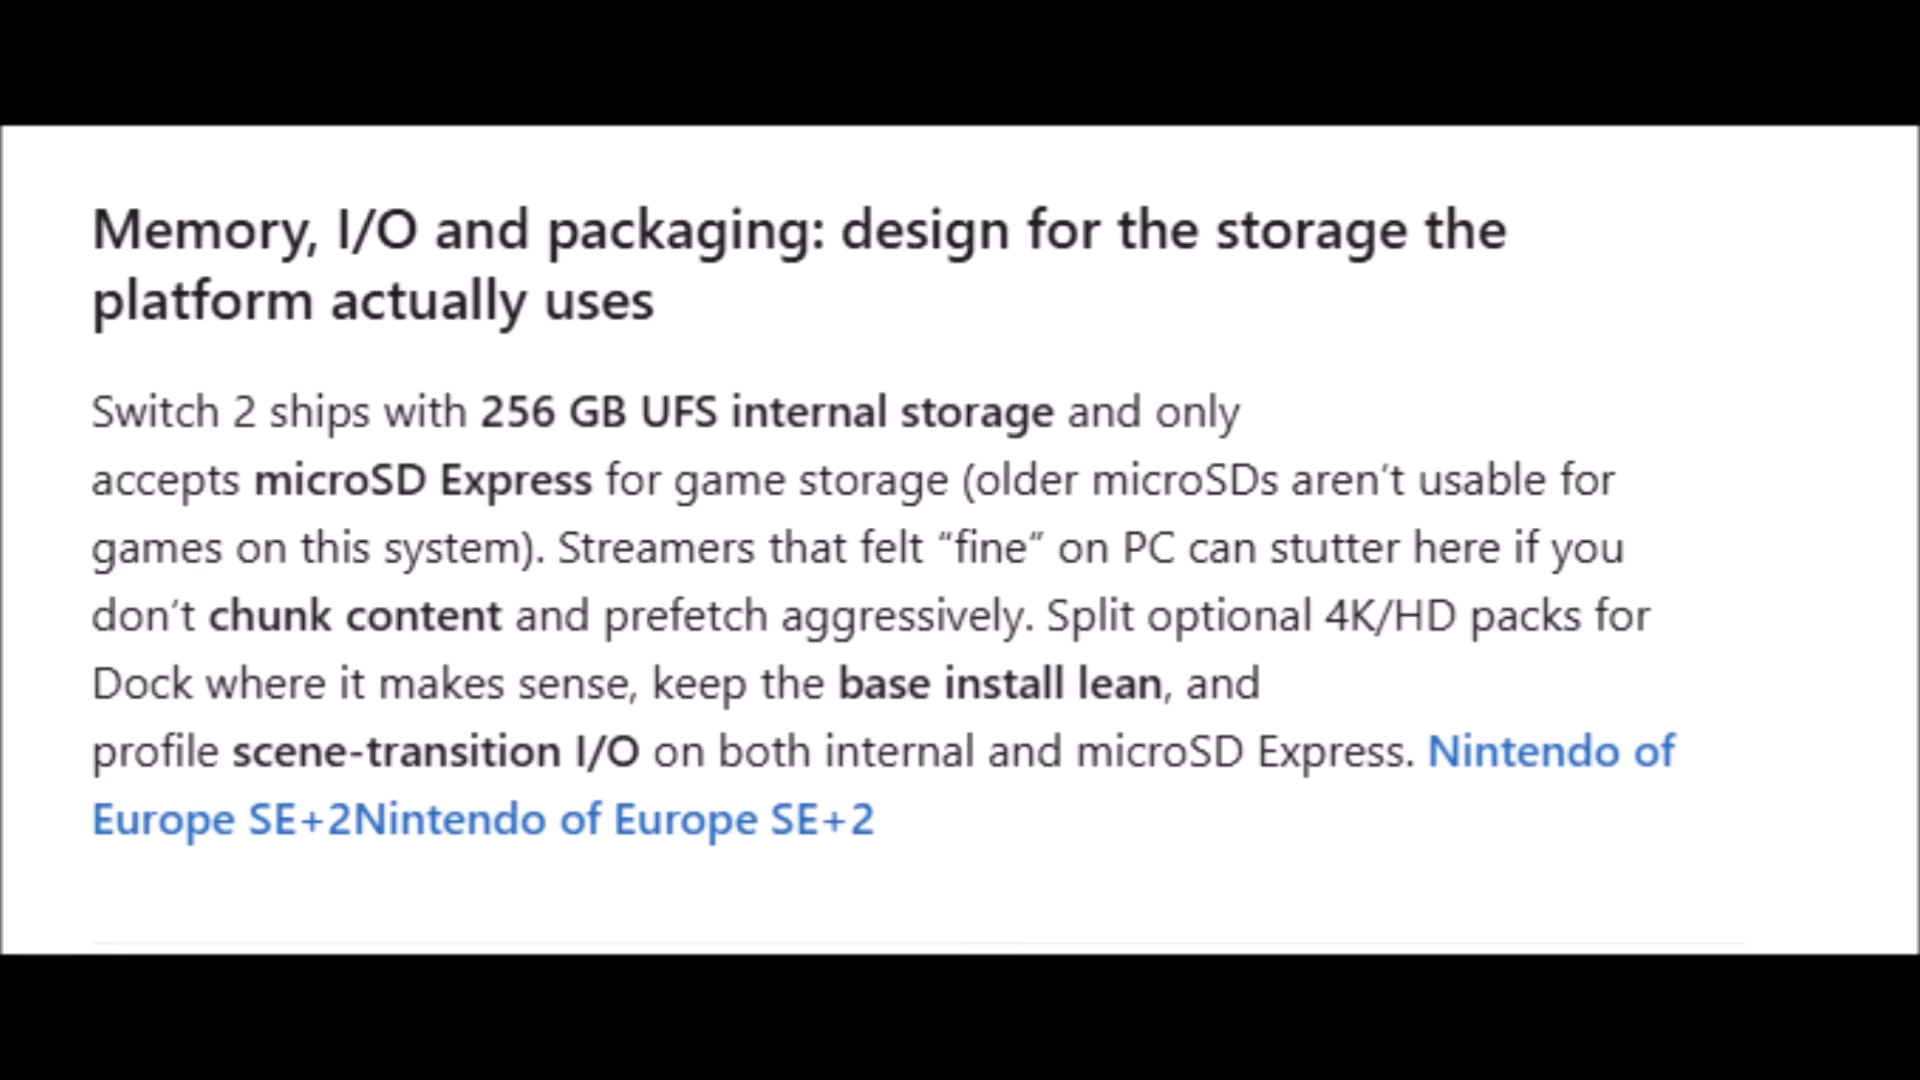 Memory, I/O and packaging: design for the storage the
platform actually uses
Switch 2 ships with 256 GB UFS internal storage and only
accepts microSD Express for game storage (older microSDs aren’t usable for
games on this system). Streamers that felt “fine” on PC can stutter here if you
don’t chunk content and prefetch aggressively. Split optional 4K/HD packs for
Dock where it makes sense, keep the base install lean, and
profile scene-transition I/O on both internal and microSD Express. Nintendo of
Europe SE+2Nintendo of Europe SE+2